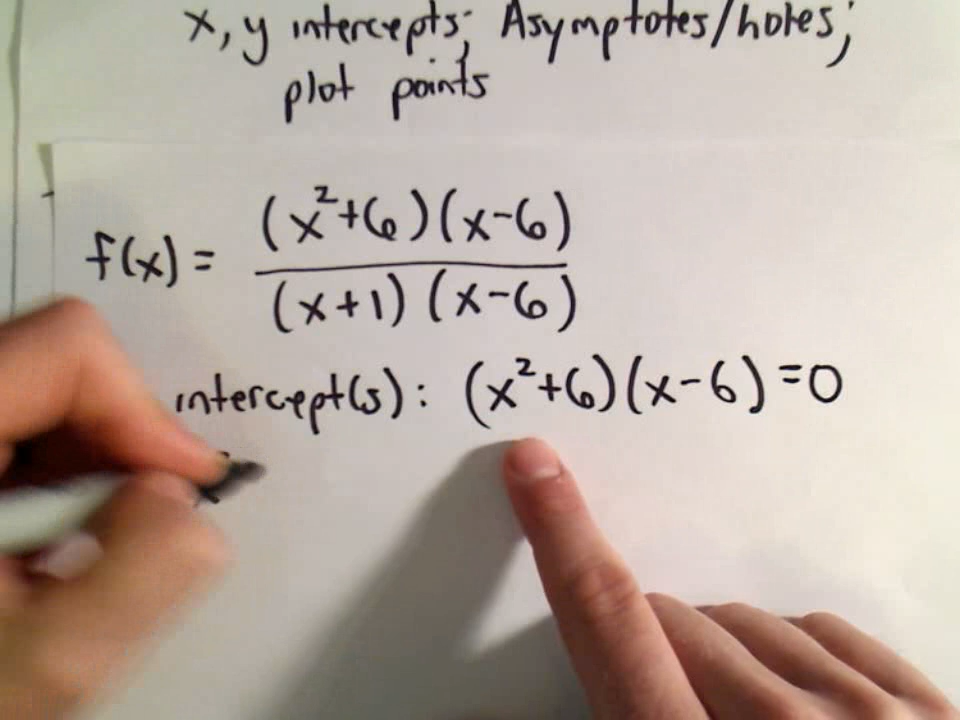 x, y intercepts; Asymptotes/holes;
plot points
f(x) = (x²+6)(x-6) / (x+1)(x-6)
intercept(s): (x²+6)(x-6)=0